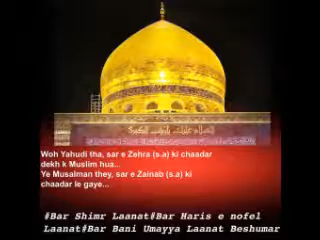 Woh Yahudi tha, sar e Zehra (s.a) ki chaadar
dekh k Muslim hua...
Ye Musalman they, sar e Zainab (s.a) ki
chaadar le gaye...
#Bar Shimr Laanat#Bar Haris e nofel
Laanat#Bar Bani Umayya Laanat Beshumar